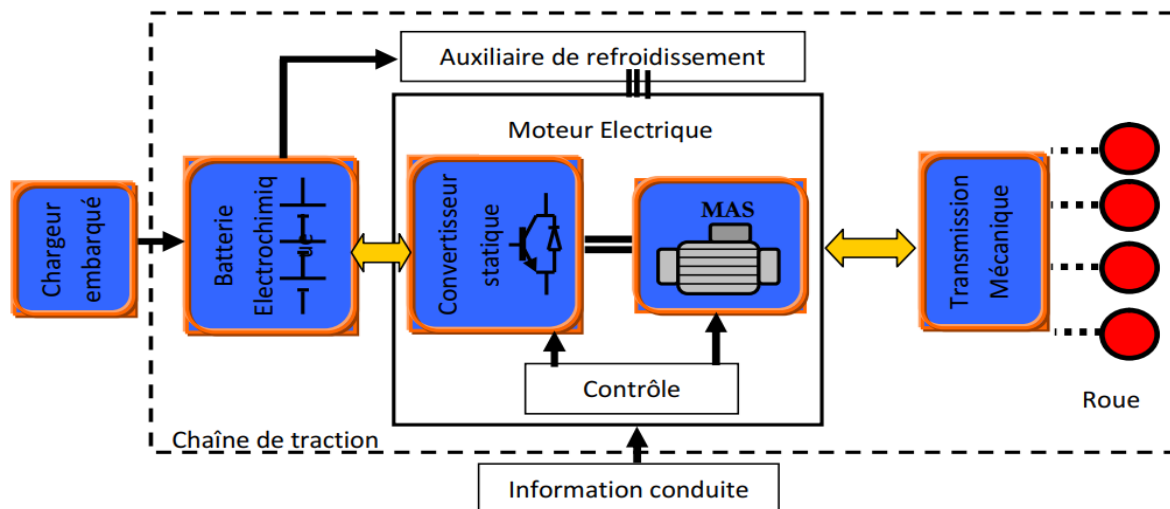 Auxiliaire de refroidissement
Moteur Electrique
Chargeur
embarqué
Batterie
Electrochimiq
ue
Convertisseur
statique
MAS
Transmission
Mécanique
Contrôle
Roue
Chaîne de traction
Information conduite